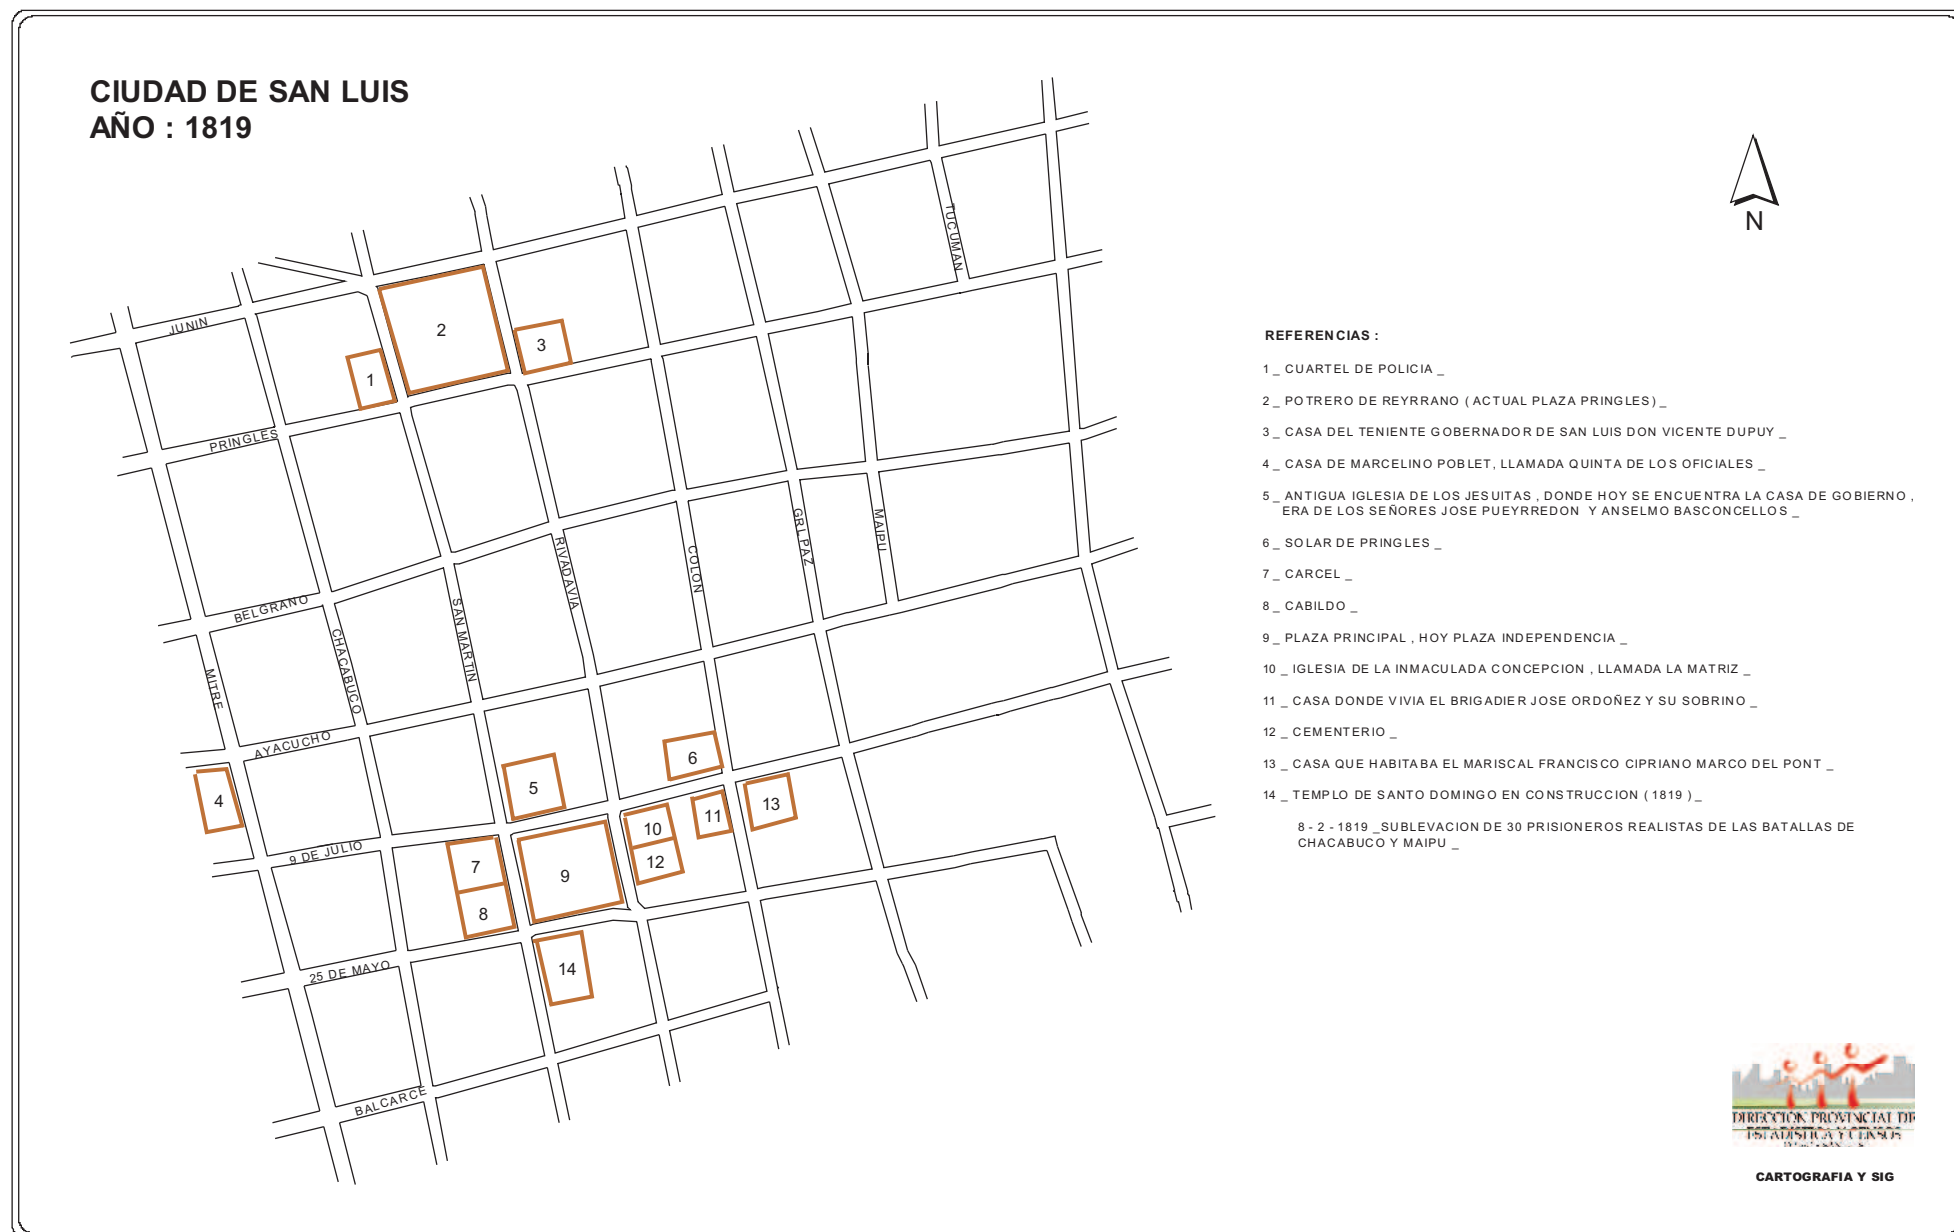 CIUDAD DE SAN LUIS
AÑO : 1819
TUCUMAN
JUNIN
2
3
1
PRINGLES
GRL PAZ
MAIPU
RIVADAVIA
COLON
BELGRANO
SAN MARTIN
CHACABUCO
MITRE
AYACUCHO
6
5
4
13
11
10
9 DE JULIO
12
7
9
8
14
25 DE MAYO
BALCARCE
N
REFERENCIAS :
1 _ CUARTEL DE POLICIA _
2 _ POTRERO DE REYRRANO ( ACTUAL PLAZA PRINGLES ) _
3 _ CASA DEL TENIENTE GOBERNADOR DE SAN LUIS DON VICENTE DUPUY _
4 _ CASA DE MARCELINO POBLET, LLAMADA QUINTA DE LOS OFICIALES _
5 _ ANTIGUA IGLESIA DE LOS JESUITAS , DONDE HOY SE ENCUENTRA LA CASA DE GOBIERNO ,
ERA DE LOS SEÑORES JOSE PUEYRREDON Y ANSELMO BASCONCELLOS _
6 _ SOLAR DE PRINGLES _
7 _ CARCEL _
8 _ CABILDO _
9 _ PLAZA PRINCIPAL , HOY PLAZA INDEPENDENCIA _
10 _ IGLESIA DE LA INMACULADA CONCEPCION , LLAMADA LA MATRIZ _
11 _ CASA DONDE VIVIA EL BRIGADIER JOSE ORDOÑEZ Y SU SOBRINO _
12 _ CEMENTERIO _
13 _ CASA QUE HABITABA EL MARISCAL FRANCISCO CIPRIANO MARCO DEL PONT _
14 _ TEMPLO DE SANTO DOMINGO EN CONSTRUCCION ( 1819 ) _
8 - 2 - 1819 _SUBLEVACION DE 30 PRISIONEROS REALISTAS DE LAS BATALLAS DE
CHACABUCO Y MAIPU _
DIRECCION PROVINCIAL DE
ESTADISTICA Y CENSOS
CARTOGRAFIA Y SIG